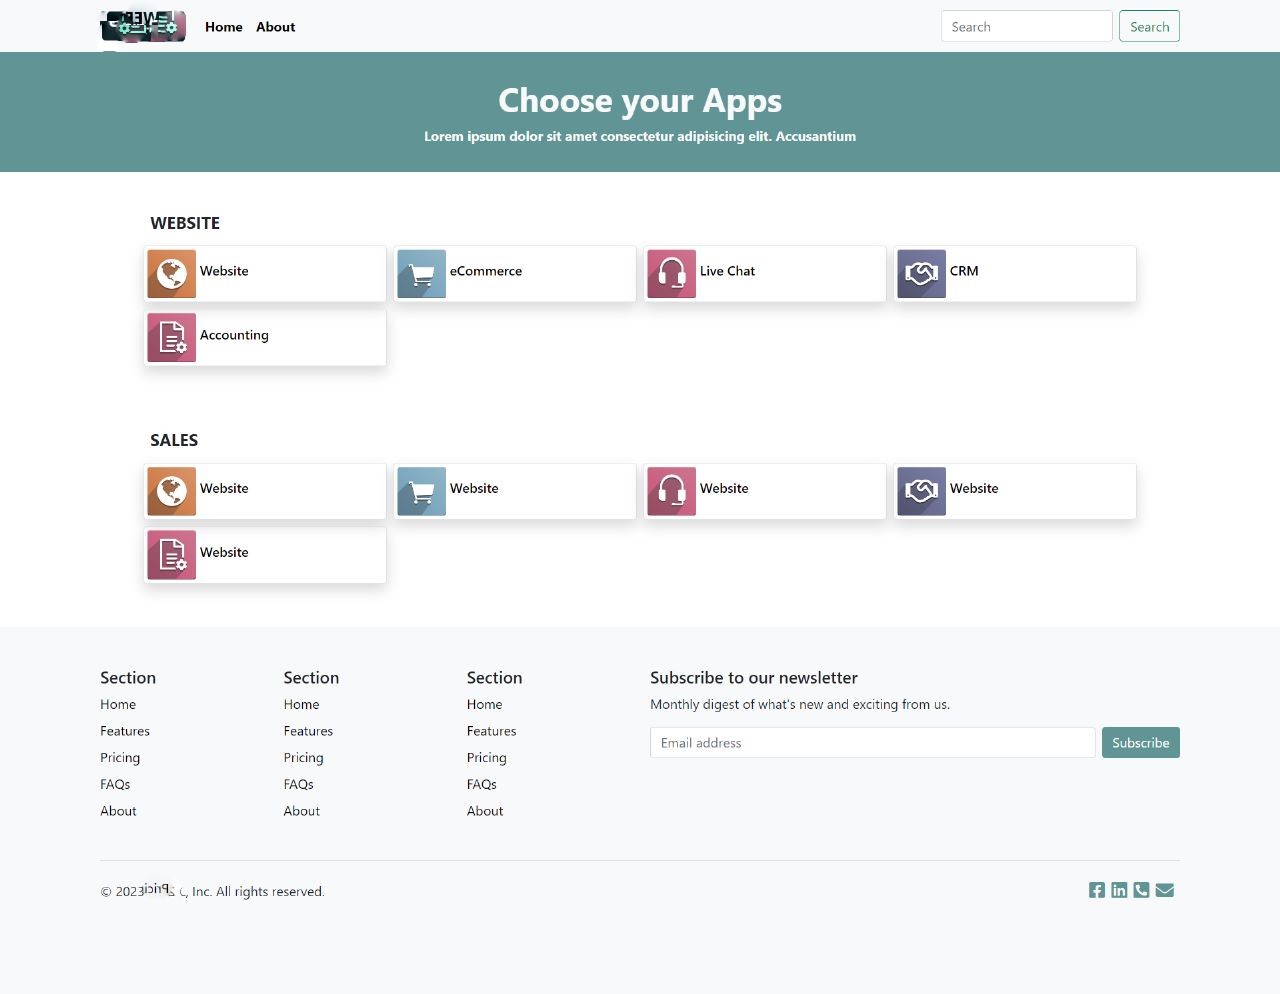 Home About Search Search
Choose your Apps
Lorem ipsum dolor sit amet consectetur adipisicing elit. Accusantium
WEBSITE
Website eCommerce Live Chat CRM
Accounting
SALES
Website Website Website Website
Website
Section Section Section Subscribe to our newsletter
Home Home Home Monthly digest of what's new and exciting from us.
Features Features Features
Email address Subscribe
Pricing Pricing Pricing
FAQs FAQs FAQs
About About About
© 2023 , Inc. All rights reserved.